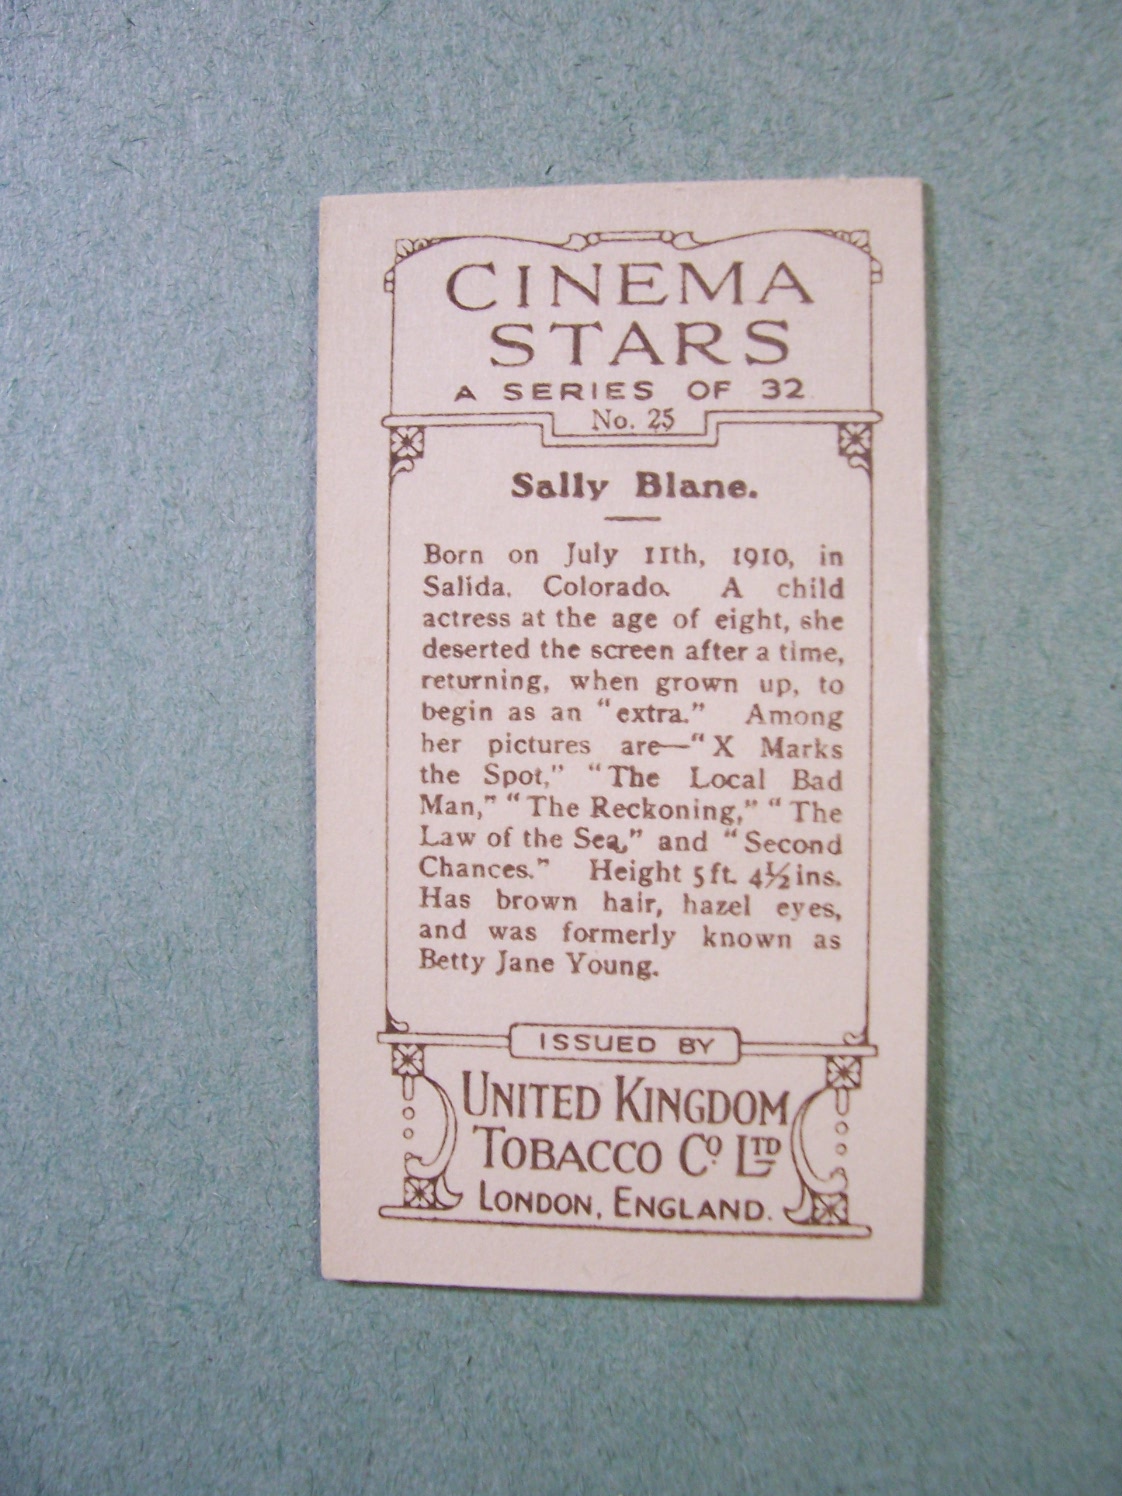 CINEMA
STARS
A SERIES OF 32
No. 25
Sally Blane.
Born on July 11th, 1910, in
Salida, Colorado. A child
actress at the age of eight, she
deserted the screen after a time,
returning, when grown up, to
begin as an "extra." Among
her pictures are—"X Marks
the Spot," "The Local Bad
Man," "The Reckoning," "The
Law of the Sea," and "Second
Chances." Height 5 ft. 4½ ins.
Has brown hair, hazel eyes,
and was formerly known as
Betty Jane Young.
ISSUED BY
UNITED KINGDOM
TOBACCO CO LTD
LONDON, ENGLAND.